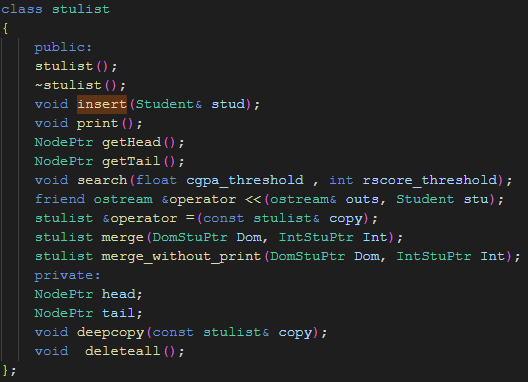 class stulist
{
public:
stulist();
~stulist();
void insert(Student& stud);
void print();
NodePtr getHead();
NodePtr getTail();
void search(float cgpa_threshold , int rscore_threshold);
friend ostream &operator <<(ostream& outs, Student stu);
stulist &operator =(const stulist& copy);
stulist merge(DomStuPtr Dom, IntStuPtr Int);
stulist merge_without_print(DomStuPtr Dom, IntStuPtr Int);
private:
NodePtr head;
NodePtr tail;
void deepcopy(const stulist& copy);
void  deleteall();
};